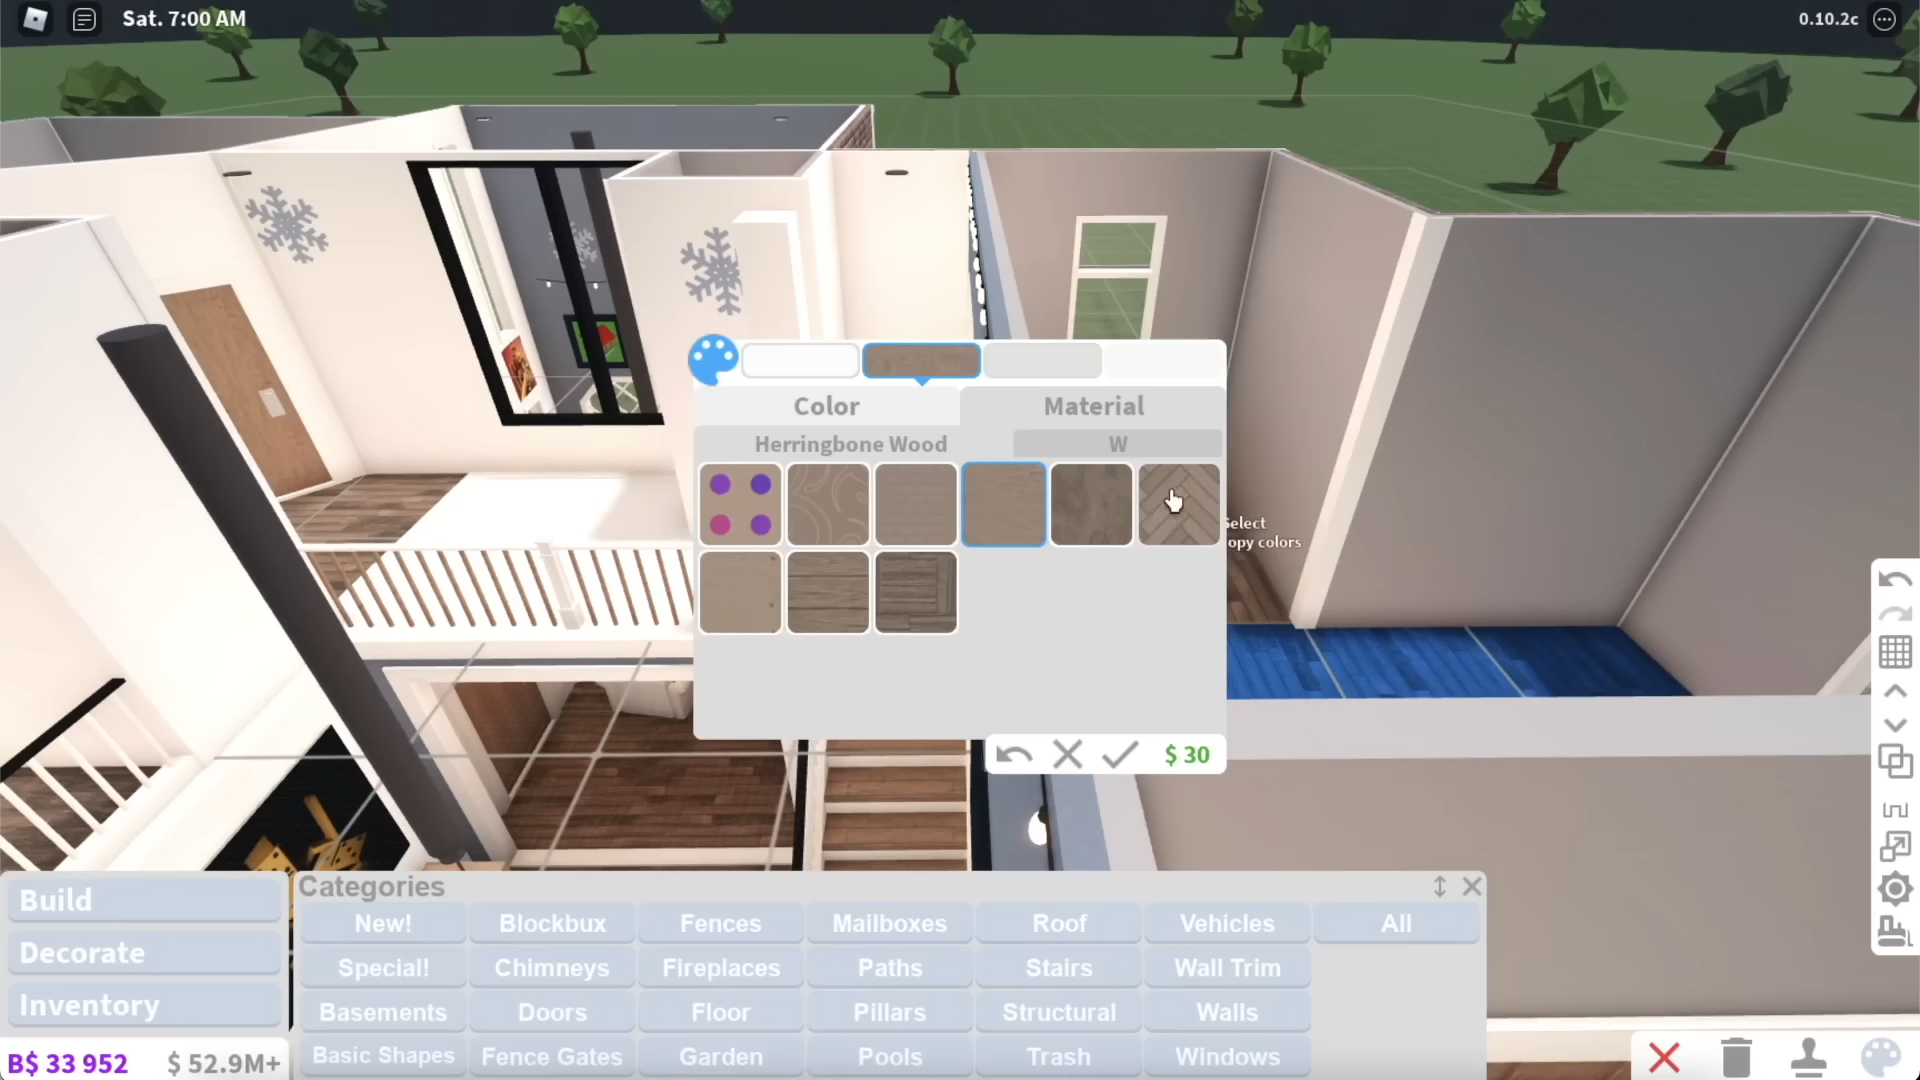 Sat. 7:00 AM
0.10.2c
Color
Material
Herringbone Wood
W
Select
opy colors
$ 30
Categories
Build
Decorate
Inventory
New!
Blockbux
Fences
Mailboxes
Roof
Vehicles
All
Special!
Chimneys
Fireplaces
Paths
Stairs
Wall Trim
Basements
Doors
Floor
Pillars
Structural
Walls
Basic Shapes
Fence Gates
Garden
Pools
Trash
Windows
B$ 33 952
$ 52.9M+